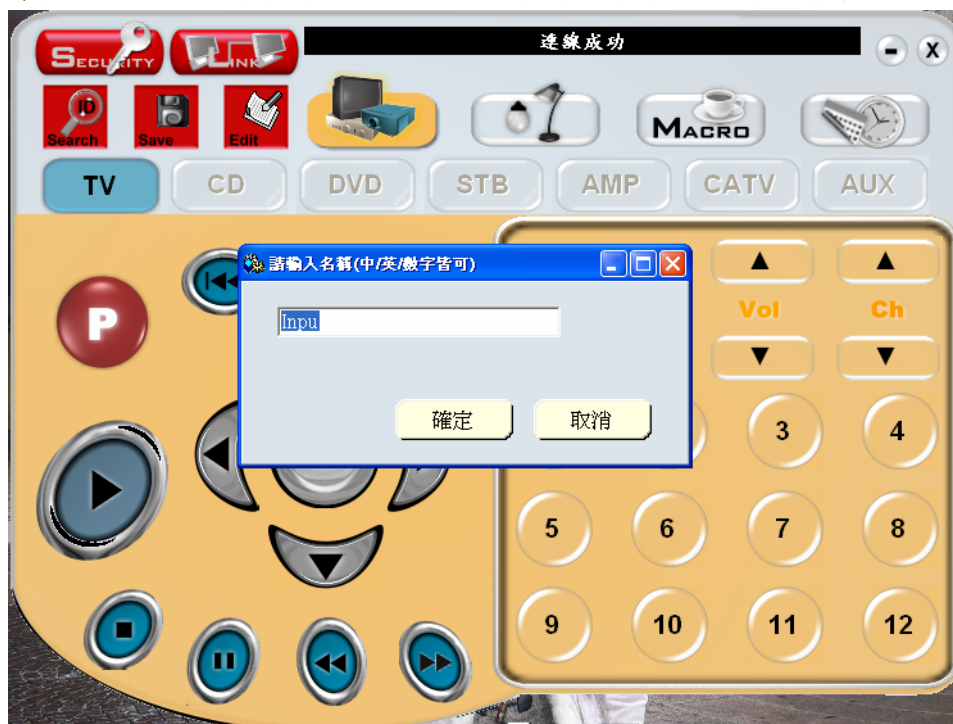 SECURITY
LINK
連線成功
ID
Search
Save
Edit
MACRO
TV
CD
DVD
STB
AMP
CATV
AUX
請輸入名稱(中/英/數字皆可)
Inpu
確定
取消
P
Vol
Ch
3
4
5
6
7
8
9
10
11
12